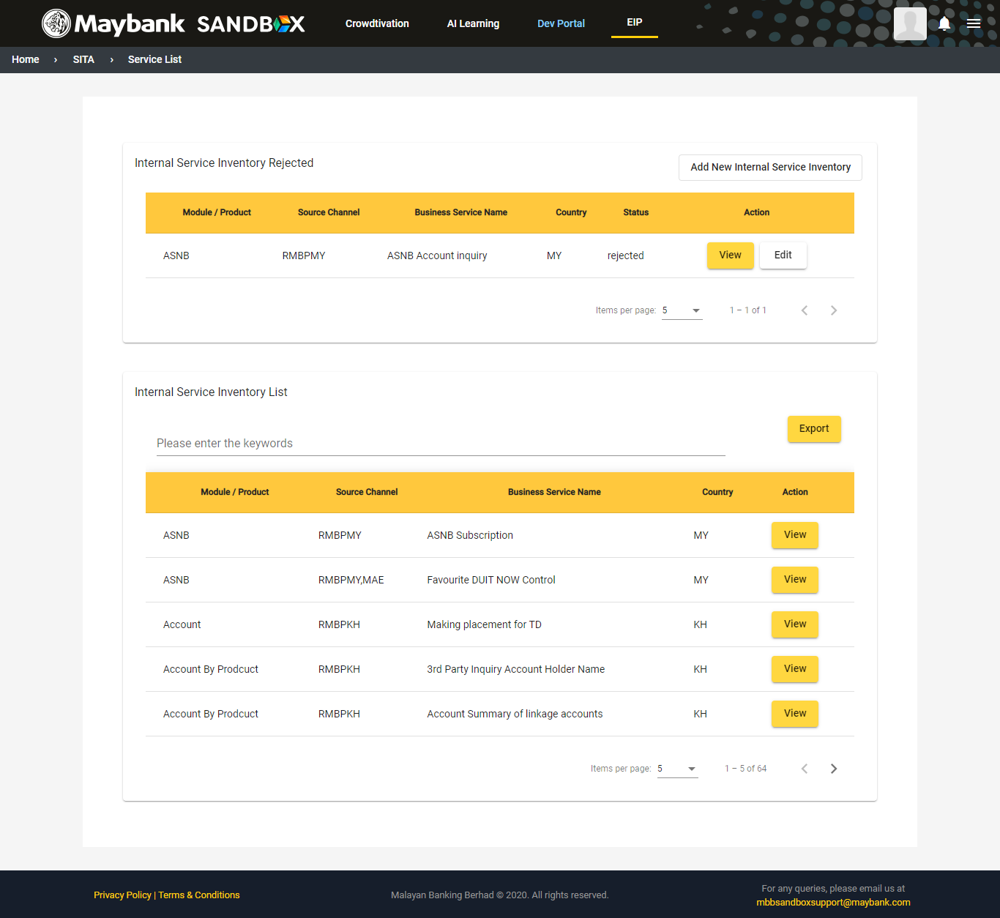 Maybank SANDBOX Crowdtivation AI Learning Dev Portal EIP
Home › SITA › Service List
Internal Service Inventory Rejected
Add New Internal Service Inventory
Module / Product Source Channel Business Service Name Country Status Action
ASNB RMBPMY ASNB Account inquiry MY rejected View Edit
Items per page: 5 1 – 1 of 1
Internal Service Inventory List
Export
Please enter the keywords
Module / Product Source Channel Business Service Name Country Action
ASNB RMBPMY ASNB Subscription MY View
ASNB RMBPMY,MAE Favourite DUIT NOW Control MY View
Account RMBPKH Making placement for TD KH View
Account By Prodcuct RMBPKH 3rd Party Inquiry Account Holder Name KH View
Account By Prodcuct RMBPKH Account Summary of linkage accounts KH View
Items per page: 5 1 – 5 of 64
Privacy Policy | Terms & Conditions
Malayan Banking Berhad © 2020. All rights reserved.
For any queries, please email us at
mbbsandboxsupport@maybank.com